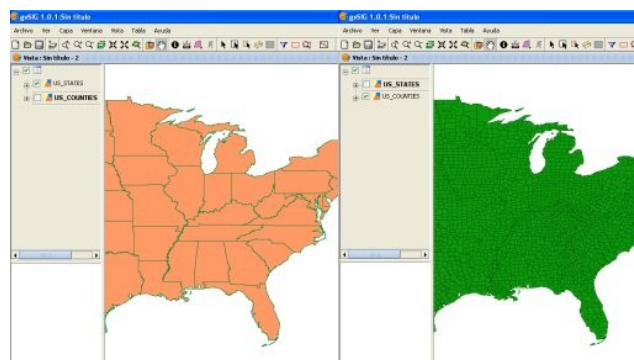 gvSIG 1.0.1:Sin título
Archivo Ver Capa Ventana Vista Tabla Ayuda
Vista : Sin título - 2
US_STATES
US_COUNTIES
gvSIG 1.0.1:Sin título
Archivo Ver Capa Ventana Vista Tabla Ayuda
Vista : Sin título - 2
US_STATES
US_COUNTIES